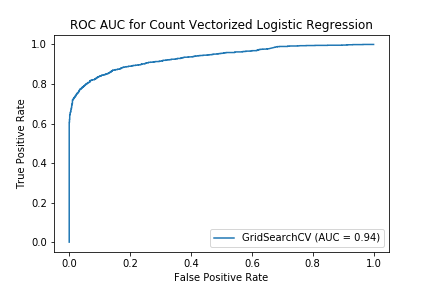 ROC AUC for Count Vectorized Logistic Regression
1.0
0.8
0.6
0.4
0.2
0.0
True Positive Rate
GridSearchCV (AUC = 0.94)
0.0 0.2 0.4 0.6 0.8 1.0
False Positive Rate